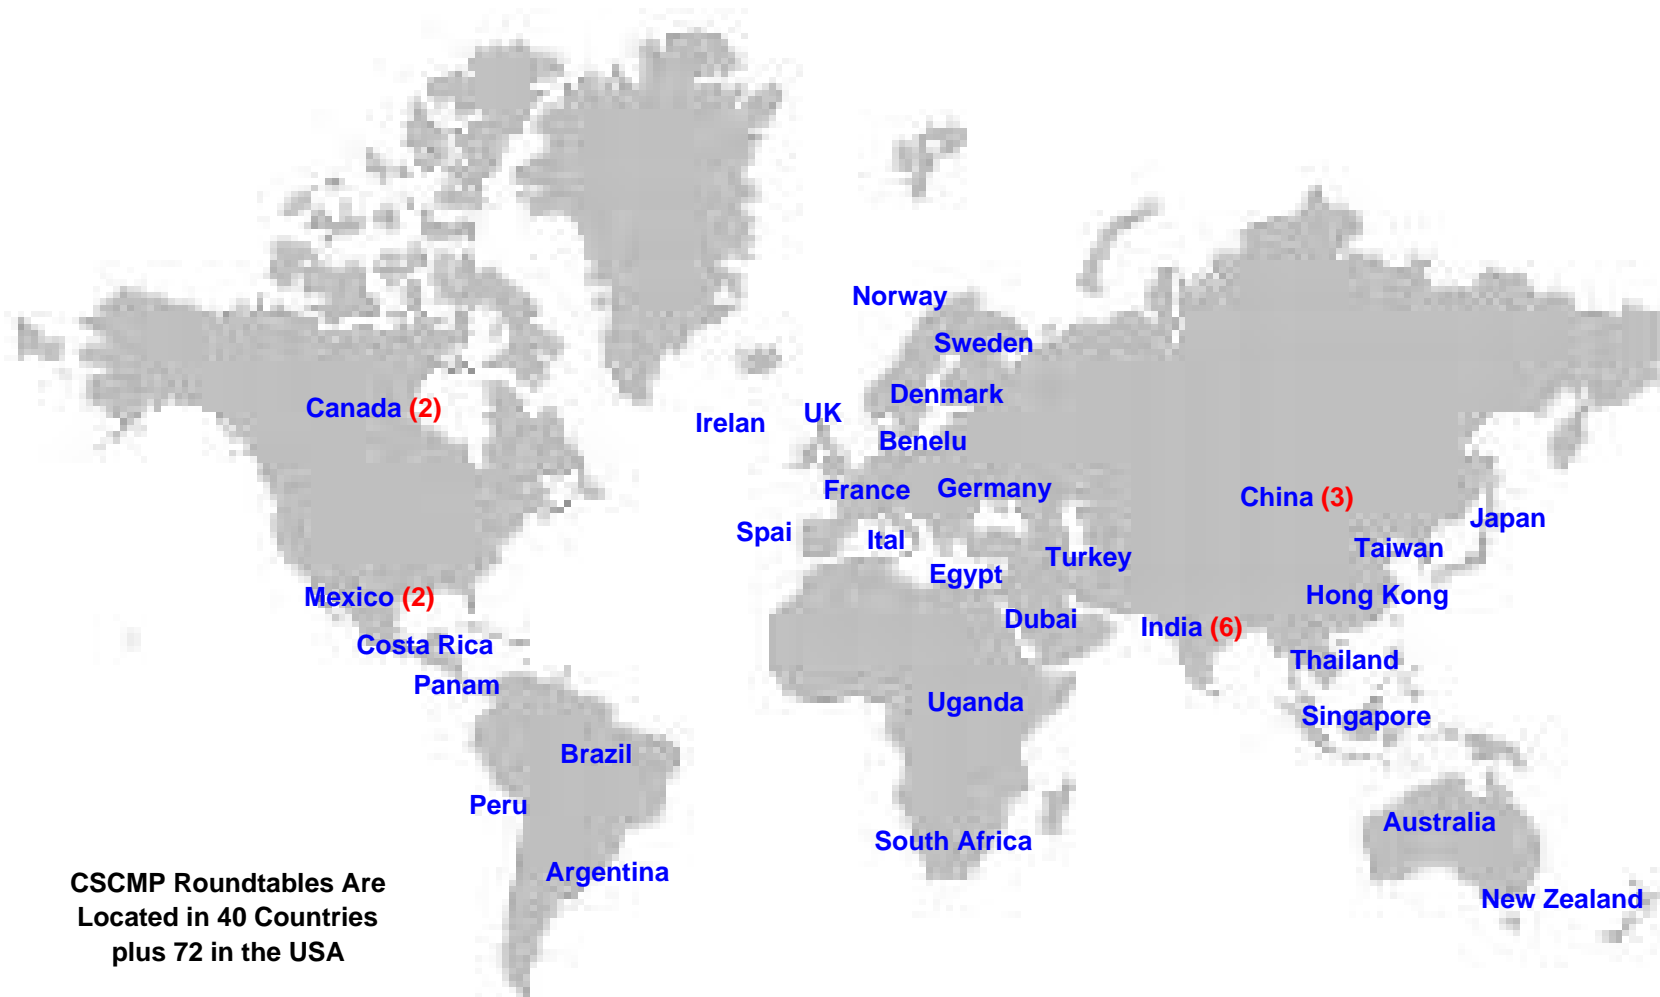 Norway
Sweden
Denmark
Canada (2)
UK
Irelan
Benelu
France
Germany
China (3)
Japan
Spai
Ital
Taiwan
Turkey
Egypt
Mexico (2)
Hong Kong
Dubai
India (6)
Costa Rica
Thailand
Panam
Uganda
Singapore
Brazil
Peru
Australia
South Africa
Argentina
New Zealand
CSCMP Roundtables Are
Located in 40 Countries
plus 72 in the USA